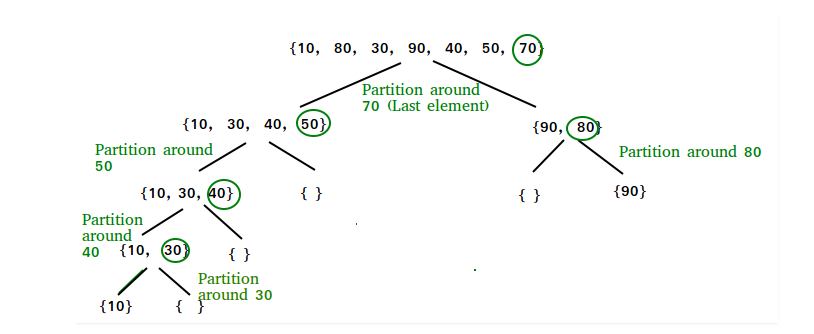 {10, 80, 30, 90, 40, 50, 70}
Partition around
70 (Last element)
{10, 30, 40, 50}
{90, 80}
Partition around
50
Partition around 80
{10, 30, 40}
{ }
{ }
{90}
Partition
around
40
{10, 30}
{ }
Partition
around 30
{10}
{ }